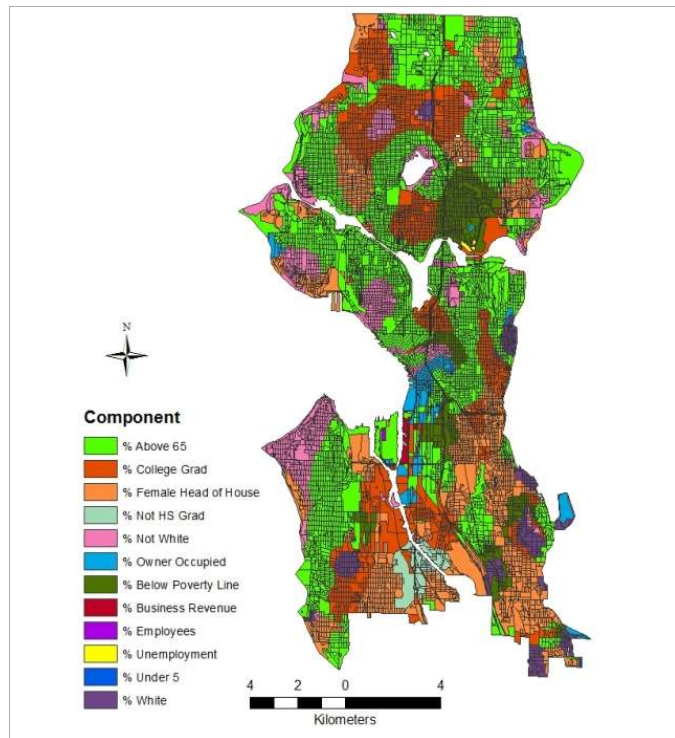 N
Component
% Above 65
% College Grad
% Female Head of House
% Not HS Grad
% Not White
% Owner Occupied
% Below Poverty Line
% Business Revenue
% Employees
% Unemployment
% Under 5
% White
4 2 0 4
Kilometers